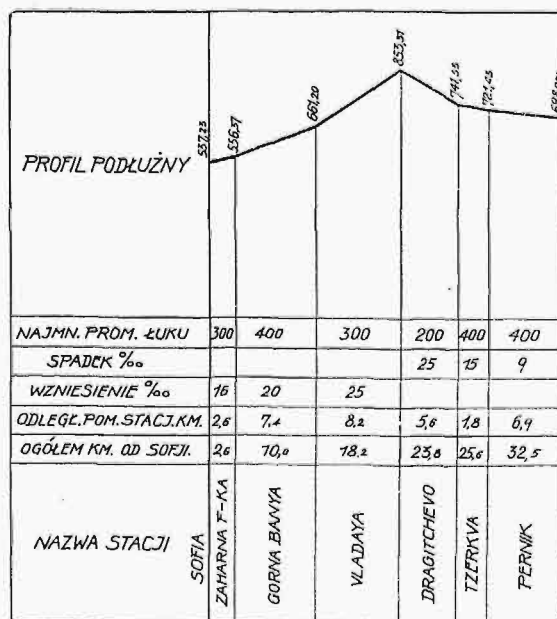 537,23 556,37 661,20 853,37 741,35 721,45
PROFIL PODŁUŻNY
NAJMN. PROM. ŁUKU 300 400 300 200 400 400
SPADEK ‰ 25 15 9
WZNIESIENIE ‰ 16 20 25
ODLEGŁ. POM. STACJ. KM. 2,6 7,4 8,2 5,6 1,8 6,9
OGÓŁEM KM. OD SOFJI. 2,6 10,0 18,2 23,8 25,6 32,5
NAZWA STACJI SOFIA ZAHARNA F-KA GORNA BANYA VLADAYA DRAGITCHEVO TZERKVA PERNIK